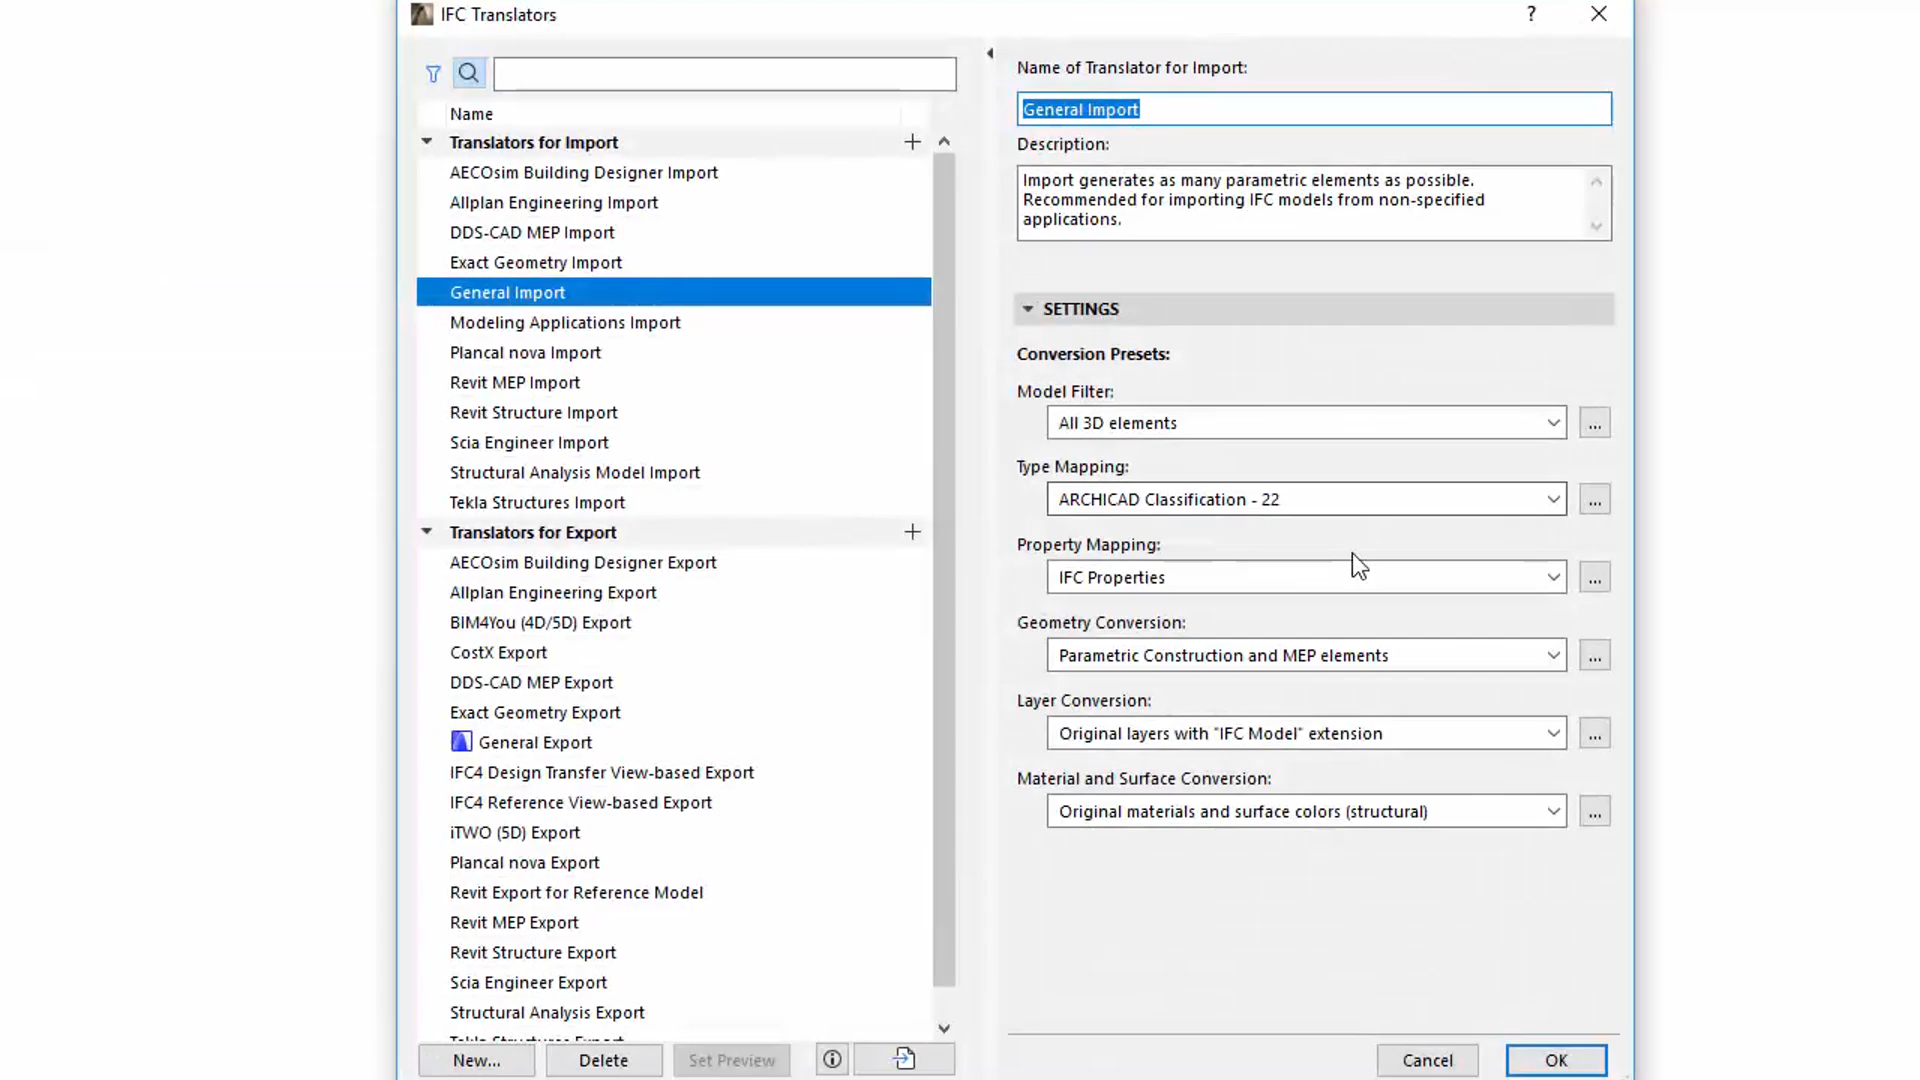 IFC Translators
?
Name
Translators for Import
AECOsim Building Designer Import
Allplan Engineering Import
DDS-CAD MEP Import
Exact Geometry Import
General Import
Modeling Applications Import
Plancal nova Import
Revit MEP Import
Revit Structure Import
Scia Engineer Import
Structural Analysis Model Import
Tekla Structures Import
Translators for Export
AECOsim Building Designer Export
Allplan Engineering Export
BIM4You (4D/5D) Export
CostX Export
DDS-CAD MEP Export
Exact Geometry Export
General Export
IFC4 Design Transfer View-based Export
IFC4 Reference View-based Export
iTWO (5D) Export
Plancal nova Export
Revit Export for Reference Model
Revit MEP Export
Revit Structure Export
Scia Engineer Export
Structural Analysis Export
New...
Delete
Set Preview
Name of Translator for Import:
General Import
Description:
Import generates as many parametric elements as possible.
Recommended for importing IFC models from non-specified
applications.
SETTINGS
Conversion Presets:
Model Filter:
All 3D elements
...
Type Mapping:
ARCHICAD Classification - 22
...
Property Mapping:
IFC Properties
...
Geometry Conversion:
Parametric Construction and MEP elements
...
Layer Conversion:
Original layers with "IFC Model" extension
...
Material and Surface Conversion:
Original materials and surface colors (structural)
...
Cancel
OK